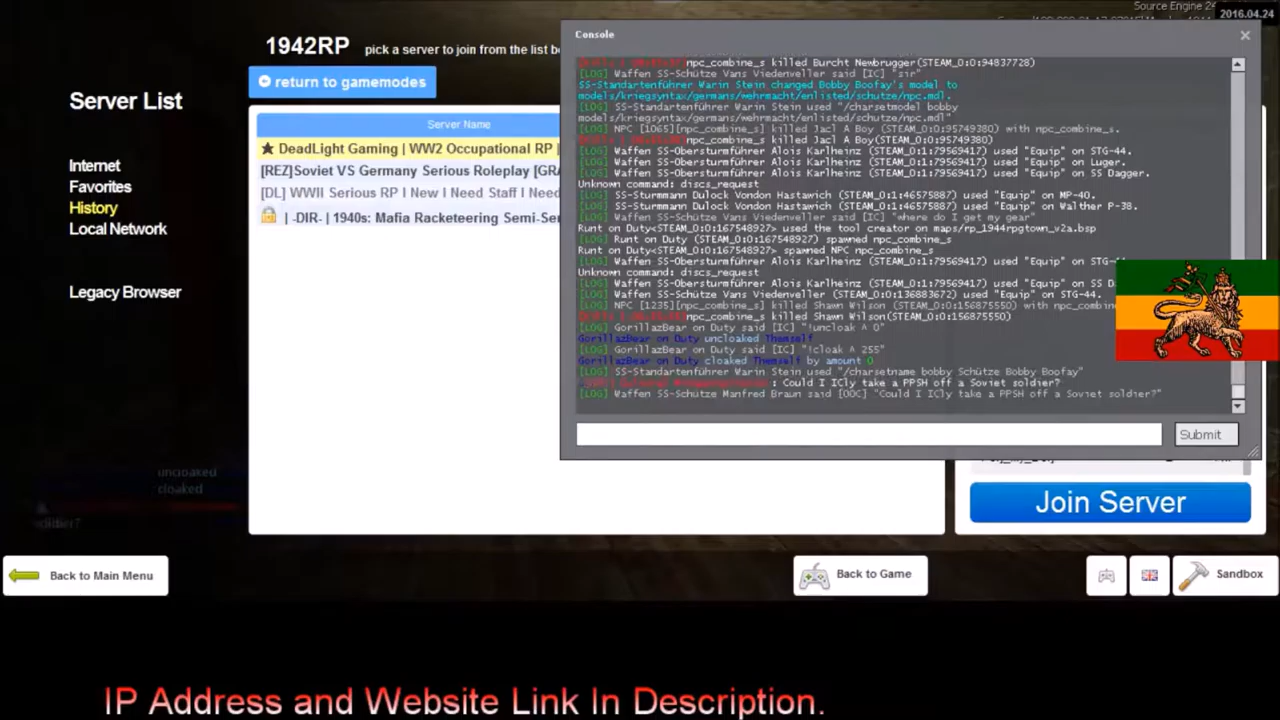 Source Engine 24
2016.04.24
1942RP pick a server to join from the list be
return to gamemodes
Server List
Internet
Favorites
History
Local Network
Legacy Browser
Server Name
DeadLight Gaming | WW2 Occupational RP |
[REZ]Soviet VS Germany Serious Roleplay [GRA
[DL] WWII Serious RP I New I Need Staff I Need
| -DIR- | 1940s: Mafia Racketeering Semi-Ser
Console
npc_combine_s killed Burcht Newbrugger(STEAM_0:0:94837728)
[LOG] Waffen SS-Schütze Vans Viedenveller said [IC] "sir"
SS-Standartenführer Warin Stein changed Bobby Boofay's model to
models/kriegsyntax/germans/wehrmacht/enlisted/schutze/npc.mdl.
[LOG] SS-Standartenführer Warin Stein used "/charsetmodel bobby
models/kriegsyntax/germans/wehrmacht/enlisted/schutze/npc.mdl"
[LOG] NPC [1065][npc_combine_s] killed Jacl A Boy (STEAM_0:0:95749380) with npc_combine_s.
npc_combine_s killed Jacl A Boy(STEAM_0:0:95749380)
[LOG] Waffen SS-Obersturmführer Alois Karlheinz (STEAM_0:1:79569417) used "Equip" on STG-44.
[LOG] Waffen SS-Obersturmführer Alois Karlheinz (STEAM_0:1:79569417) used "Equip" on Luger.
[LOG] Waffen SS-Obersturmführer Alois Karlheinz (STEAM_0:1:79569417) used "Equip" on SS Dagger.
Unknown command: discs_request
[LOG] SS-Sturmmann Dulock Vondon Hastawich (STEAM_0:1:46575887) used "Equip" on MP-40.
[LOG] SS-Sturmmann Dulock Vondon Hastawich (STEAM_0:1:46575887) used "Equip" on Walther P-38.
[LOG] Waffen SS-Schütze Vans Viedenveller said [IC] "where do I get my gear"
Runt on Duty<STEAM_0:0:167548927> used the tool creator on maps/rp_1944rpgtown_v2a.bsp
[LOG] Runt on Duty (STEAM_0:0:167548927) spawned npc_combine_s
Runt on Duty<STEAM_0:0:167548927> spawned NPC npc_combine_s
[LOG] Waffen SS-Obersturmführer Alois Karlheinz (STEAM_0:1:79569417) used "Equip" on STG-44.
Unknown command: discs_request
[LOG] Waffen SS-Obersturmführer Alois Karlheinz (STEAM_0:1:79569417) used "Equip" on SS D
[LOG] Waffen SS-Schütze Vans Viedenveller (STEAM_0:1:136883672) used "Equip" on STG-44.
[LOG] NPC [1235][npc_combine_s] killed Shawn Wilson (STEAM_0:0:156875550) with npc_combine
npc_combine_s killed Shawn Wilson(STEAM_0:0:156875550)
[LOG] GorillazBear on Duty said [IC] "!uncloak ^ 0"
GorillazBear on Duty uncloaked Themself
[LOG] GorillazBear on Duty said [IC] "!cloak ^ 255"
GorillazBear on Duty cloaked Themself by amount 0
[LOG] SS-Standartenführer Warin Stein used "/charsetname bobby Schütze Bobby Boofay"
: Could I ICly take a PPSH off a Soviet soldier?
[LOG] Waffen SS-Schütze Manfred Braun said [OOC] "Could I ICly take a PPSH off a Soviet soldier?"
Submit
uncloaked
cloaked
soldier?
Join Server
Back to Main Menu
Back to Game
Sandbox
IP Address and Website Link In Description.